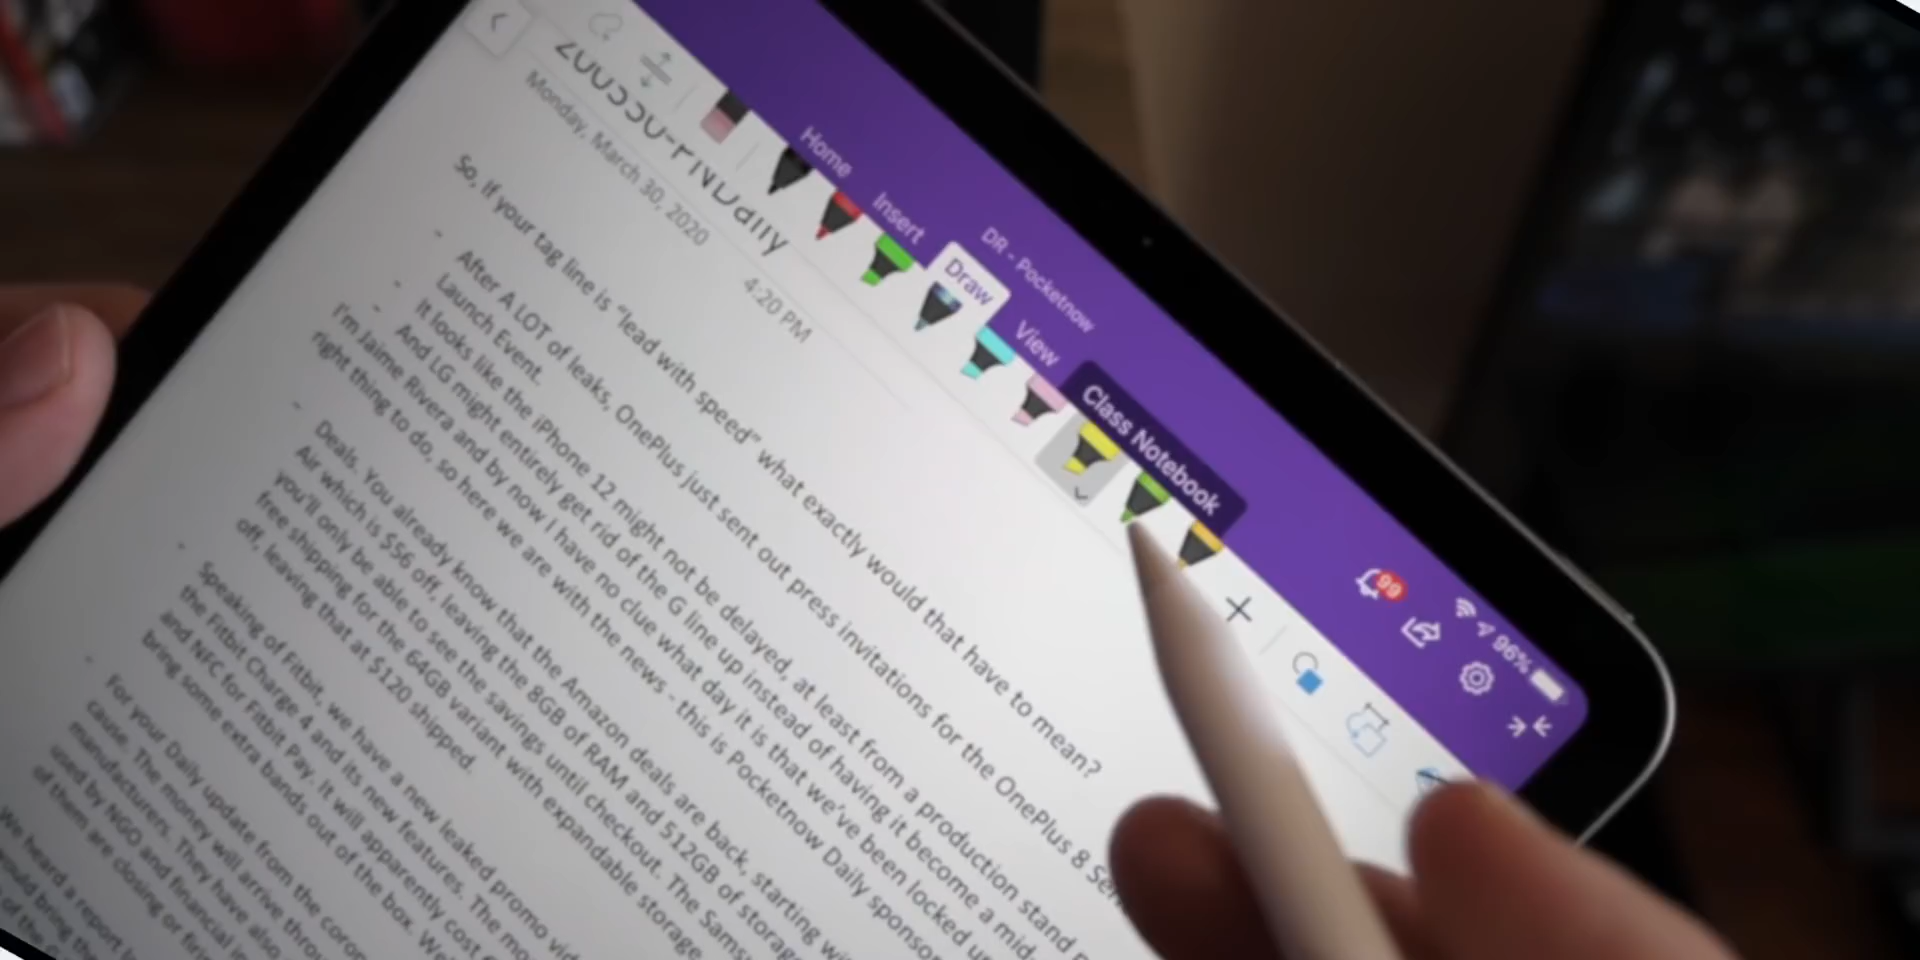 96%
99
DR - Pocketnow
Home Insert Draw View Class Notebook
Monday, March 30, 2020 4:20 PM
So, if your tag line is “lead with speed” what exactly would that have to mean?
- After A LOT of leaks, OnePlus just sent out press invitations for the OnePlus 8
Launch Event.
- It looks like the iPhone 12 might not be delayed, at least from a production stand
- And LG might entirely get rid of the G line up instead of having it become a mid-
I'm Jaime Rivera and by now I have no clue what day it is that we've been locked
right thing to do, so here we are with the news - this is Pocketnow Daily
- Deals. You already know that the Amazon deals are back, starting
Air which is $56 off, leaving the 8GB of RAM and 512GB of storage
you'll only be able to see the savings until checkout. The
free shipping for the 64GB variant with expandable storage
off, leaving that at $120 shipped.
- Speaking of Fitbit, we have a new leaked promo
the Fitbit Charge 4 and its new features. The
and NFC for Fitbit Pay. It will apparently cost
bring some extra bands out of the box.
- For your Daily update from the
cause. The money will arrive
manufacturers. They have also
used by NGO and financial
of them are closing or
We heard a report
would bring the
of the